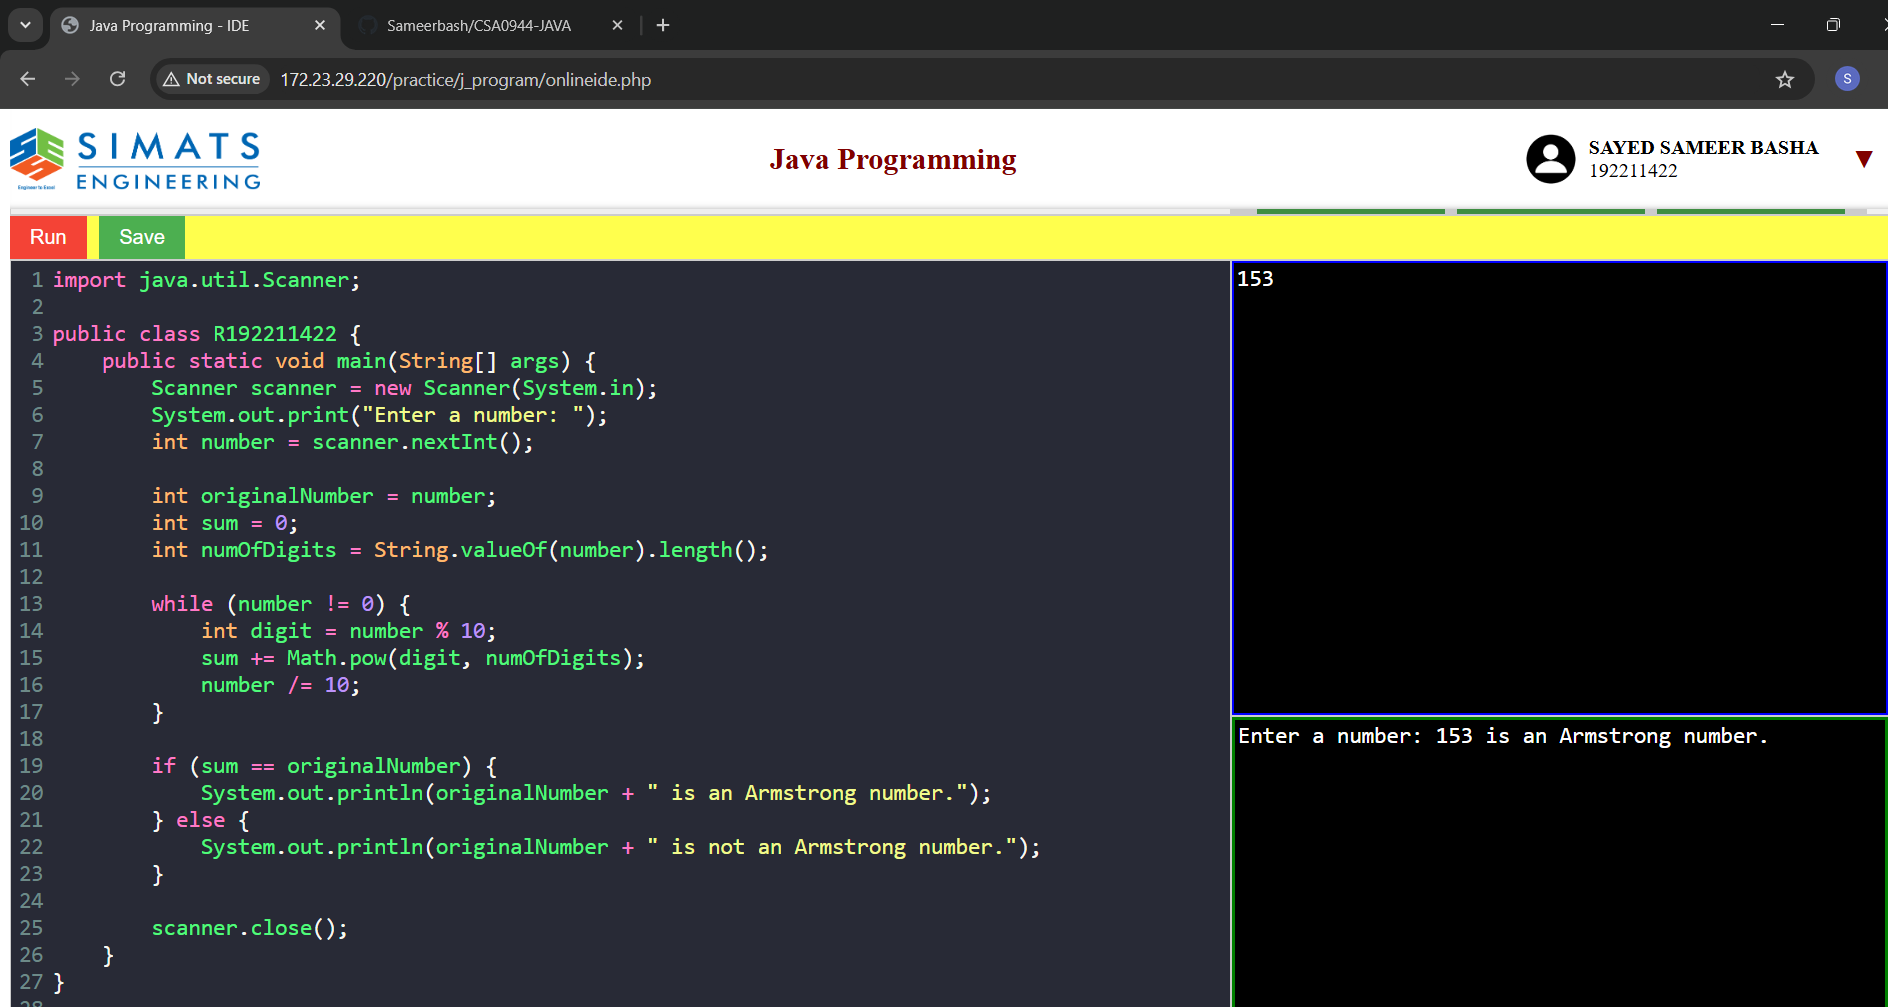 Java Programming - IDE
Sameerbash/CSA0944-JAVA
Not secure
172.23.29.220/practice/j_program/onlineide.php
S
SIMATS
ENGINEERING
Engineer to Excel
Java Programming
SAYED SAMEER BASHA
192211422
Run
Save
1 import java.util.Scanner;
2
3 public class R192211422 {
4     public static void main(String[] args) {
5         Scanner scanner = new Scanner(System.in);
6         System.out.print("Enter a number: ");
7         int number = scanner.nextInt();
8
9         int originalNumber = number;
10         int sum = 0;
11         int numOfDigits = String.valueOf(number).length();
12
13         while (number != 0) {
14             int digit = number % 10;
15             sum += Math.pow(digit, numOfDigits);
16             number /= 10;
17         }
18
19         if (sum == originalNumber) {
20             System.out.println(originalNumber + " is an Armstrong number.");
21         } else {
22             System.out.println(originalNumber + " is not an Armstrong number.");
23         }
24
25         scanner.close();
26     }
27 }
28
153
Enter a number: 153 is an Armstrong number.